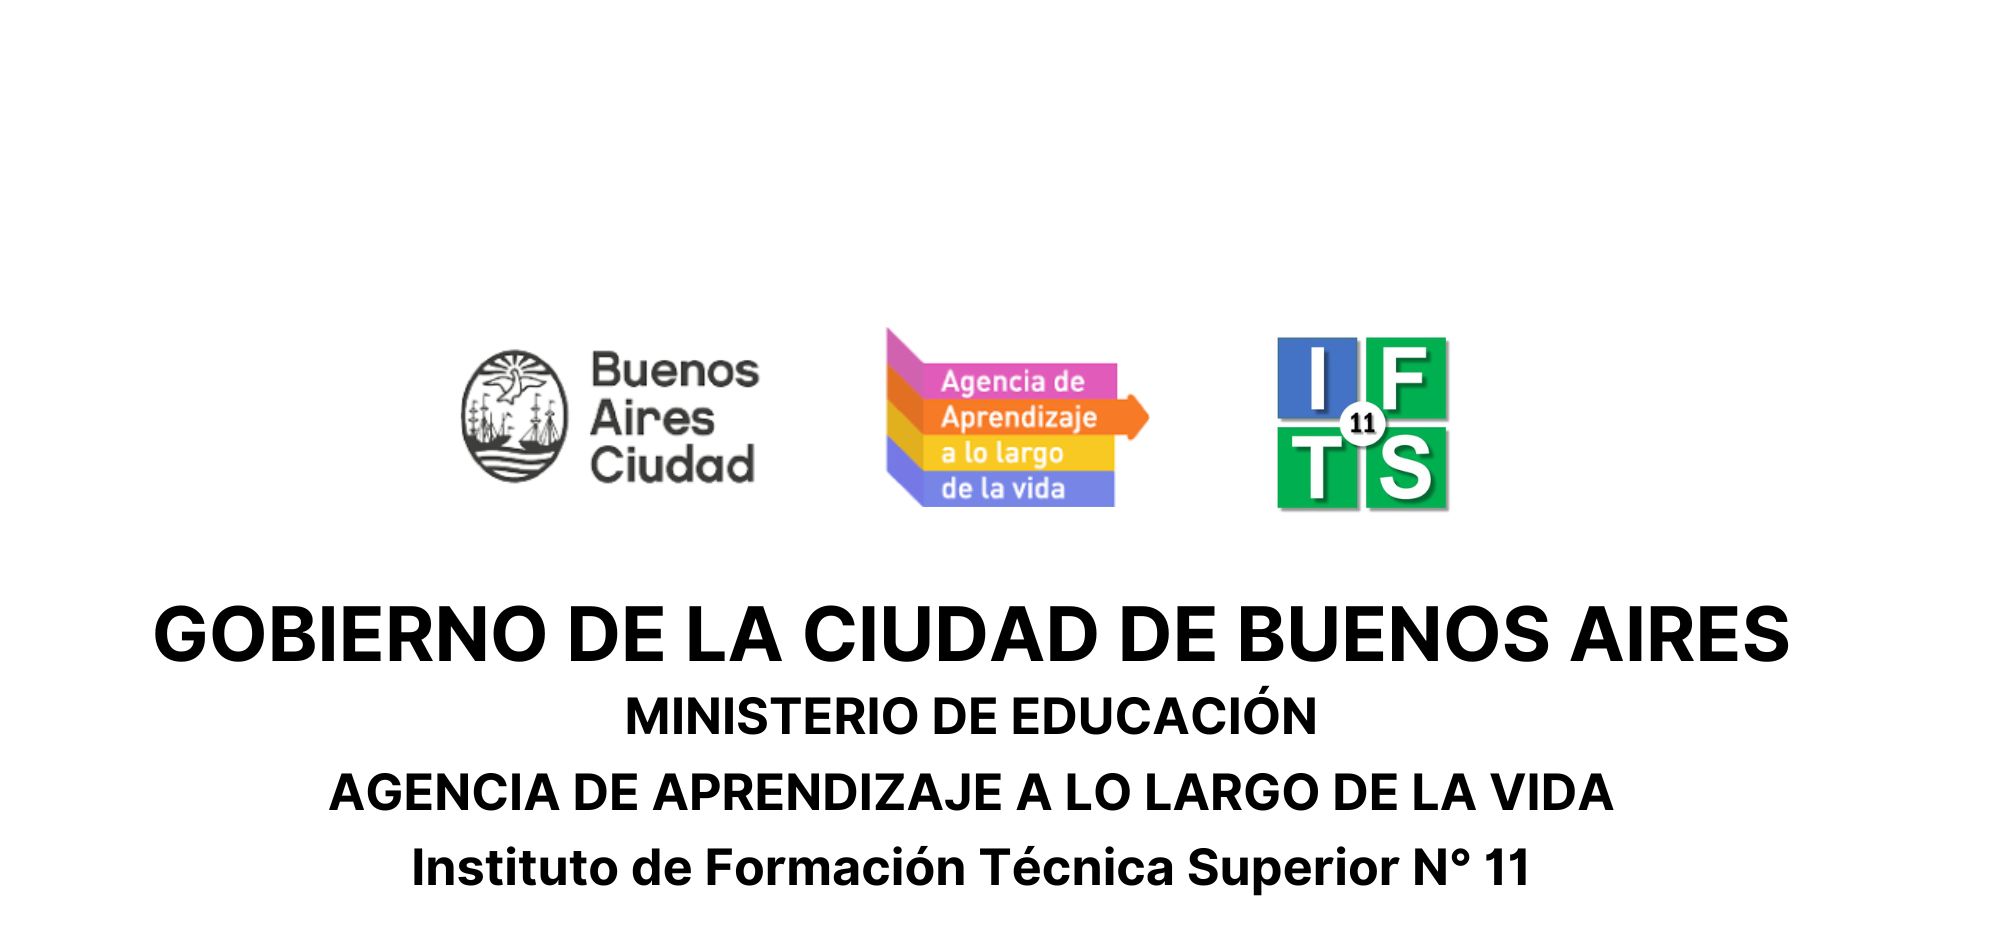 Buenos
Aires
Ciudad
Agencia de
Aprendizaje
a lo largo
de la vida
I F
11
T S
GOBIERNO DE LA CIUDAD DE BUENOS AIRES
MINISTERIO DE EDUCACIÓN
AGENCIA DE APRENDIZAJE A LO LARGO DE LA VIDA
Instituto de Formación Técnica Superior N° 11